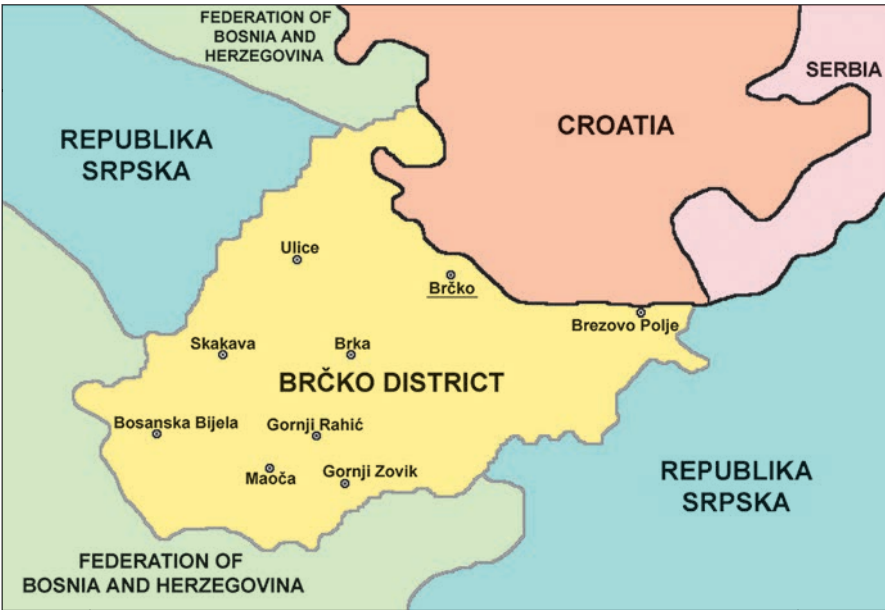 FEDERATION OF
BOSNIA AND
HERZEGOVINA
SERBIA
REPUBLIKA
SRPSKA
CROATIA
Ulice
Brčko
Brezovo Polje
Skakava
Brka
BRČKO DISTRICT
Bosanska Bijela
Gornji Rahić
Maoča
Gornji Zovik
REPUBLIKA
SRPSKA
FEDERATION OF
BOSNIA AND HERZEGOVINA